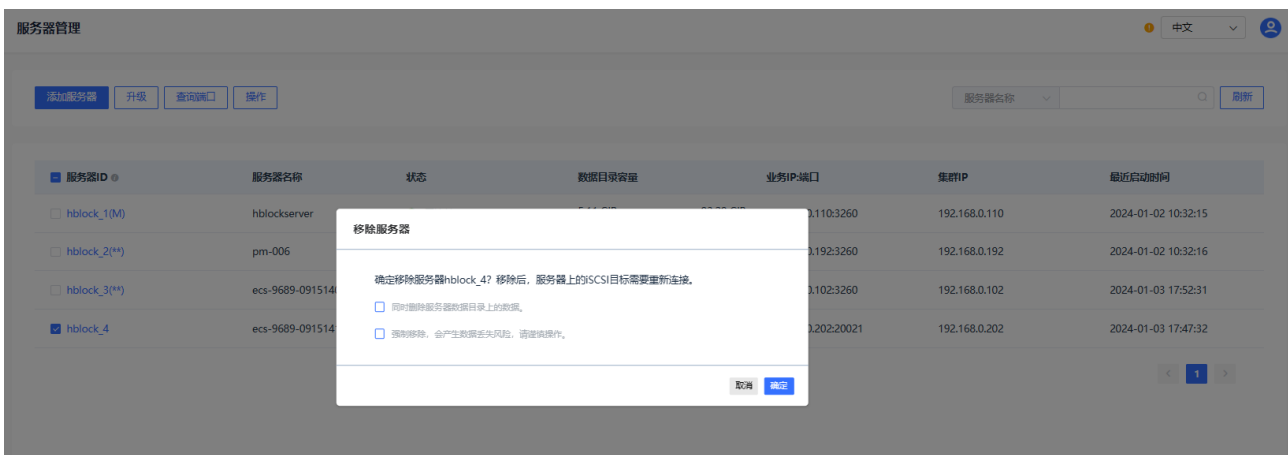 服务器管理
中文
添加服务器 升级 查询端口 操作 服务器名称 刷新
服务器ID 服务器名称 状态 数据目录容量 业务IP:端口 集群IP 最近启动时间
hblock_1(M) hblockserver 0.110:3260 192.168.0.110 2024-01-02 10:32:15
移除服务器
hblock_2(**) pm-006 0.192:3260 192.168.0.192 2024-01-02 10:32:16
确定移除服务器hblock_4? 移除后，服务器上的iSCSI目标需要重新连接。
hblock_3(**) ecs-9689-091514 0.102:3260 192.168.0.102 2024-01-03 17:52:31
同时删除服务器数据目录上的数据。
hblock_4 ecs-9689-091514 0.202:20021 192.168.0.202 2024-01-03 17:47:32
强制移除，会产生数据丢失风险，请谨慎操作。
1
取消 确定